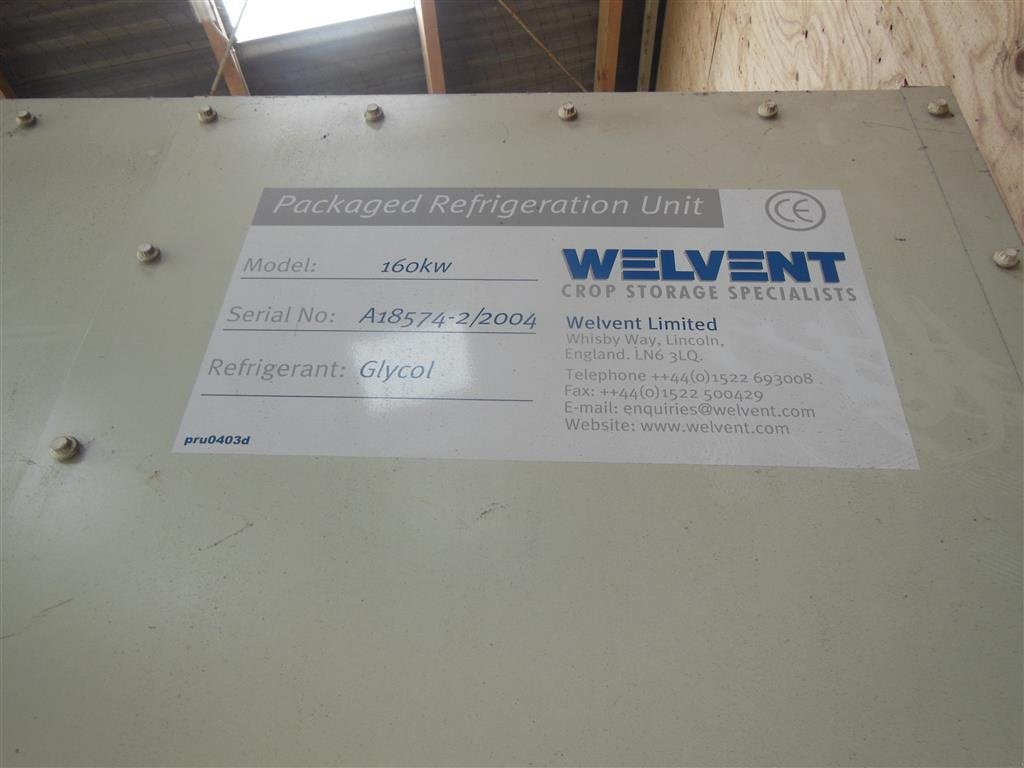 Packaged Refrigeration Unit CE
Model: 160kw
Serial No: A18574-2/2004
Refrigerant: Glycol
pru0403d
WELVENT
CROP STORAGE SPECIALISTS
Welvent Limited
Whisby Way, Lincoln,
England. LN6 3LQ.
Telephone ++44(0)1522 693008
Fax: ++44(0)1522 500429
E-mail: enquiries@welvent.com
Website: www.welvent.com